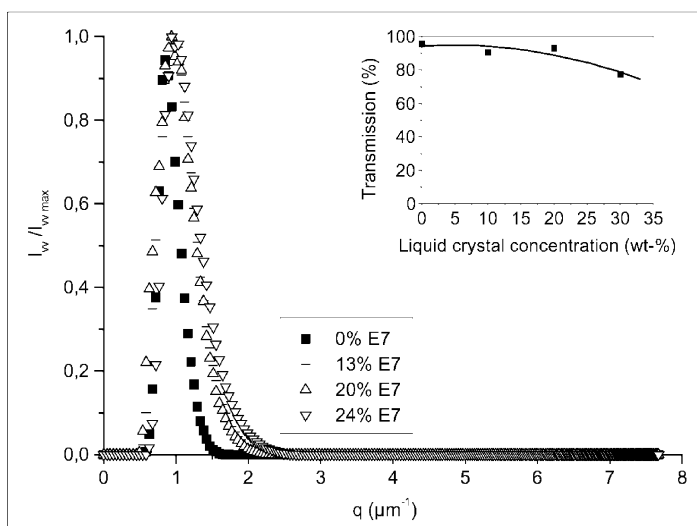 1,0
0,8
0,6
0,4
0,2
0,0
I_vv/I_vv max
0 1 2 3 4 5 6 7 8
q (µm⁻¹)
0% E7
13% E7
20% E7
24% E7
100
80
60
40
20
0
Transmission (%)
0 5 10 15 20 25 30 35
Liquid crystal concentration (wt-%)